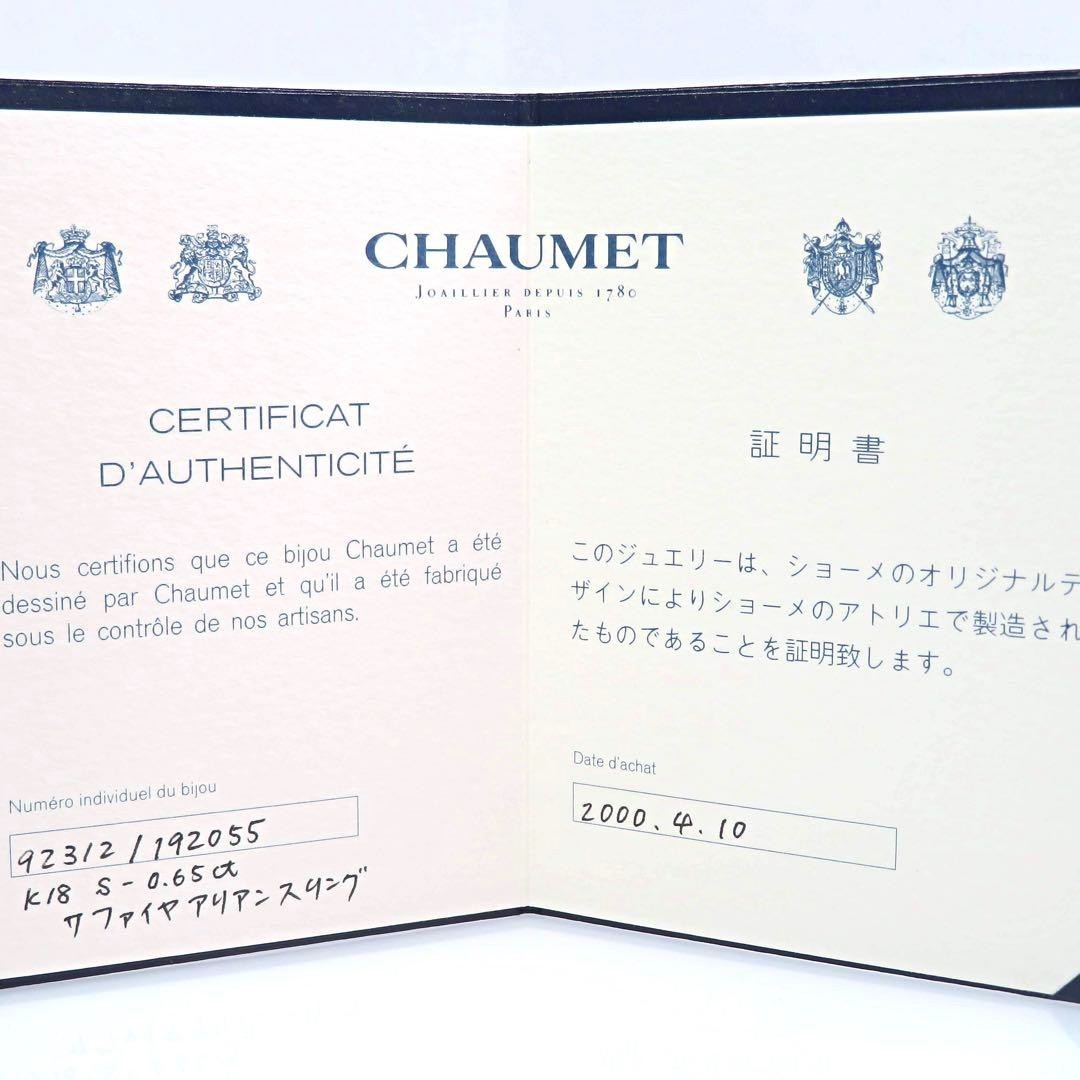 CHAUMET
JOAILLIER DEPUIS 1780
PARIS
CERTIFICAT
D'AUTHENTICITÉ
Nous certifions que ce bijou Chaumet a été
dessiné par Chaumet et qu'il a été fabriqué
sous le contrôle de nos artisans.
Numéro individuel du bijou
92312/192055
K18 S-0.65ct
サファイヤアリアンスリング
証明書
このジュエリーは、ショーメのオリジナルデ
ザインによりショーメのアトリエで製造され
たものであることを証明致します。
Date d'achat
2000.4.10